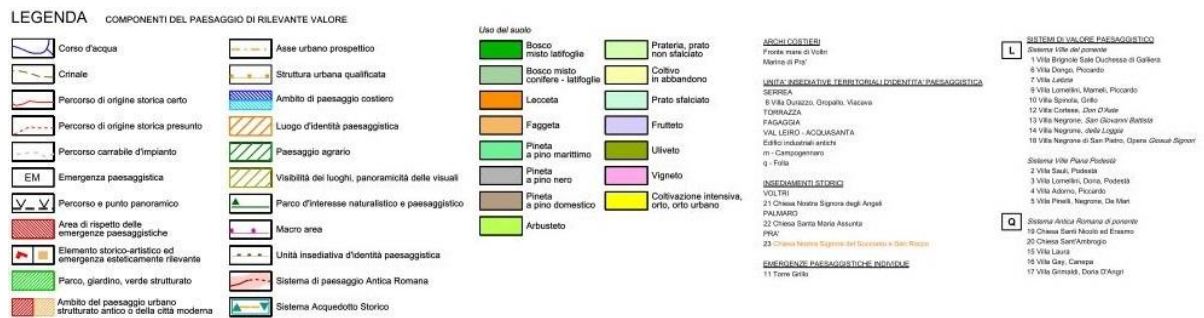 LEGENDA COMPONENTI DEL PAESAGGIO DI RILEVANTE VALORE
Corso d'acqua
Crinale
Percorso di origine storica certo
Percorso di origine storica presunto
Percorso carrabile d'impianto
EM Emergenza paesaggistica
Percorso e punto panoramico
Area di rispetto delle
emergenze paesaggistiche
Elemento storico-artistico ed
emergenza esteticamente rilevante
Parco, giardino, verde strutturato
Ambito del paesaggio urbano
strutturato antico o della città moderna
Asse urbano prospettico
Struttura urbana qualificata
Ambito di paesaggio costiero
Luogo d'identità paesaggistica
Paesaggio agrario
Visibilità dei luoghi, panoramicità delle visuali
Parco d'interesse naturalistico e paesaggistico
Macro area
Unità insediativa d'identità paesaggistica
Sistema di paesaggio Antica Romana
Sistema Acquedotto Storico
Uso del suolo
Bosco
misto latifoglie
Bosco misto
conifere - latifoglie
Lecceta
Faggeta
Pineta
a pino marittimo
Pineta
a pino nero
Pineta
a pino domestico
Arbusteto
Prateria, prato
non sfalciato
Coltivo
in abbandono
Prato sfalciato
Frutteto
Uliveto
Vigneto
Coltivazione intensiva,
orto, orto urbano
ARCHI COSTIERI
Fronte mare di Voltri
Marina di Pra'
UNITA' INSEDIATIVE TERRITORIALI D'IDENTITA' PAESAGGISTICA
SERREA
8 Villa Durazzo, Gropallo, Viacava
TORRAZZA
FAGAGGIA
VAL LEIRO - ACQUASANTA
Edifici industriali antichi
m - Campogennaro
q - Folla
INSEDIAMENTI STORICI
VOLTRI
21 Chiesa Nostra Signora degli Angeli
PALMARO
22 Chiesa Santa Maria Assunta
PRA'
23 Chiesa Nostra Signora del Soccorso e San Rocco
EMERGENZE PAESAGGISTICHE INDIVIDUE
11 Torre Grillo
SISTEMI DI VALORE PAESAGGISTICO
L Sistema Ville del ponente
1 Villa Brignole Sale Duchessa di Galliera
6 Villa Dongo, Piccardo
7 Villa Letizia
9 Villa Lomellini, Mameli, Piccardo
10 Villa Spinola, Grillo
12 Villa Cortese, Don D'Aste
13 Villa Negrone, San Giovanni Battista
14 Villa Negrone, della Loggia
18 Villa Negrone di San Pietro, Opera Giosuè Signori
Sistema Ville Piana Podestà
2 Villa Sauli, Podestà
3 Villa Lomellini, Doria, Podestà
4 Villa Adorno, Piccardo
5 Villa Pinelli, Negrone, De Mari
Q Sistema Antica Romana di ponente
19 Chiesa Santi Nicolò ed Erasmo
20 Chiesa Sant'Ambrogio
15 Villa Laura
16 Villa Gay, Canepa
17 Villa Grimaldi, Doria D'Angri